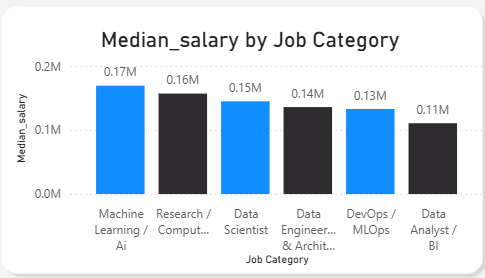 Median_salary by Job Category
0.2M
0.1M
0.0M
Median_salary
0.17M
0.16M
0.15M
0.14M
0.13M
0.11M
Machine
Learning /
Ai
Research /
Comput...
Data
Scientist
Data
Engineer...
& Archit...
DevOps /
MLOps
Data
Analyst /
BI
Job Category